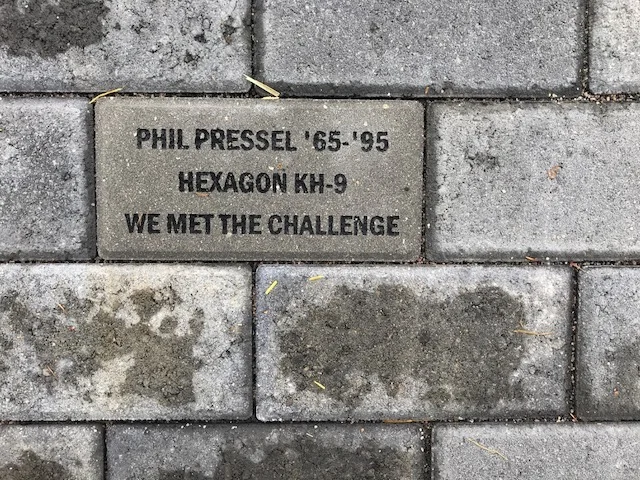 PHIL PRESSEL '65-'95
HEXAGON KH-9
WE MET THE CHALLENGE